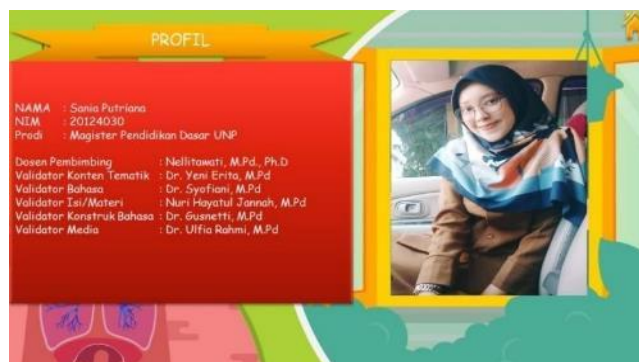 PROFIL
NAMA : Sania Putriana
NIM : 20124030
Prodi : Magister Pendidikan Dasar UNP
Dosen Pembimbing : Nellitawati, M.Pd., Ph.D
Validator Konten Tematik : Dr. Yeni Erita, M.Pd
Validator Bahasa : Dr. Syofiani, M.Pd
Validator Isi/Materi : Nuri Hayatul Jannah, M.Pd
Validator Konstruk Bahasa : Dr. Gusnetti, M.Pd
Validator Media : Dr. Ulfia Rahmi, M.Pd